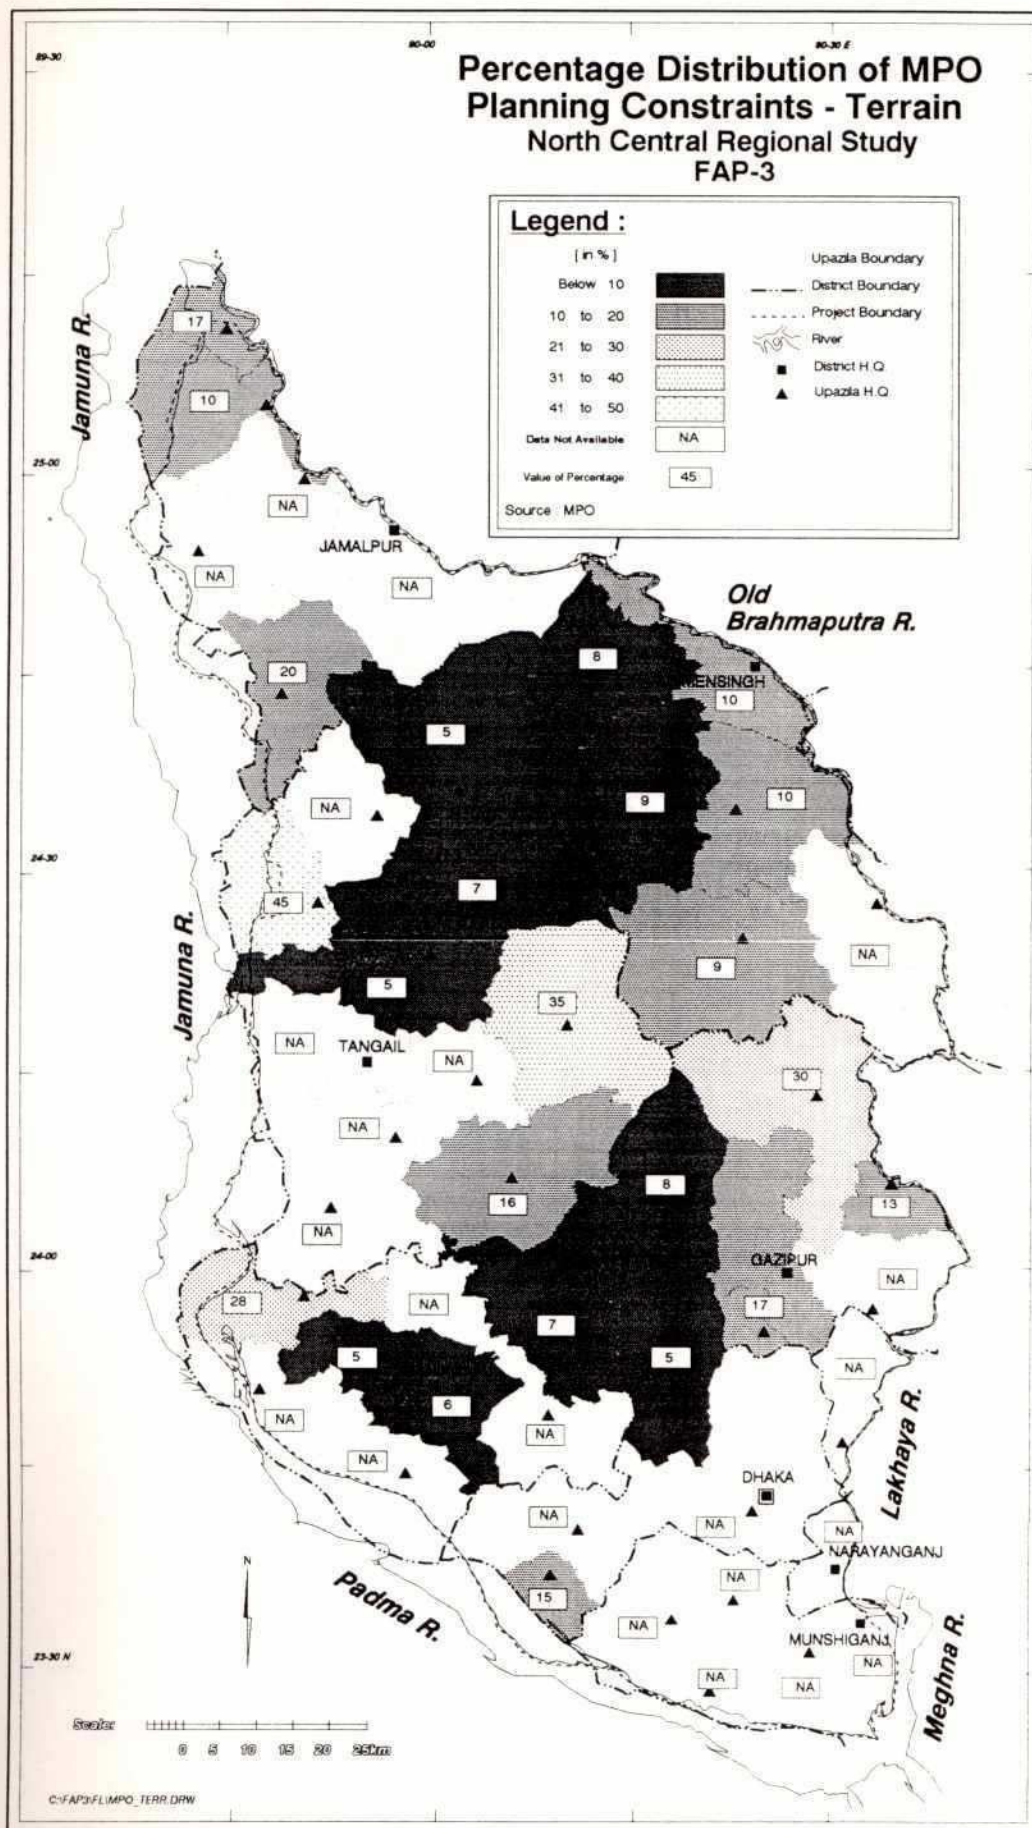 89-30
90-00
90-30 E
Percentage Distribution of MPO
Planning Constraints - Terrain
North Central Regional Study
FAP-3
Legend :
[ in % ]
Below 10
10 to 20
21 to 30
31 to 40
41 to 50
Data Not Available
NA
Value of Percentage
45
Source MPO
Upazila Boundary
District Boundary
Project Boundary
River
District H.Q
Upazila H.Q
Jamuna R.
17
10
25-00
NA
JAMALPUR
NA
NA
Old
Brahmaputra R.
8
20
MENSINGH
10
5
9
10
NA
24-30
7
45
NA
9
5
35
Jamuna R.
NA
TANGAIL
NA
30
NA
8
16
13
NA
24-00
GAZIPUR
NA
28
NA
7
17
5
5
NA
6
NA
NA
NA
Lakhaya R.
DHAKA
NA
NA
NA
NARAYANGANJ
N
Padma R.
15
NA
NA
MUNSHIGANJ
NA
NA
NA
Meghna R.
23-30 N
Scale:
0 5 10 15 20 25km
C:\FAP3\FL\MPO_TERR.DRW